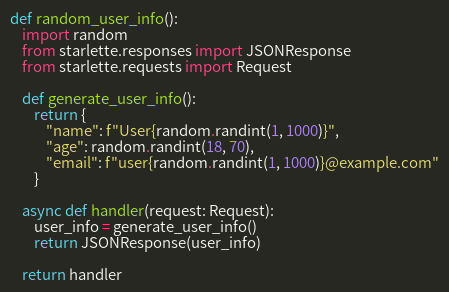 def random_user_info():
    import random
    from starlette.responses import JSONResponse
    from starlette.requests import Request

    def generate_user_info():
        return {
            "name": f"User{random.randint(1, 1000)}",
            "age": random.randint(18, 70),
            "email": f"user{random.randint(1, 1000)}@example.com"
        }

    async def handler(request: Request):
        user_info = generate_user_info()
        return JSONResponse(user_info)

    return handler